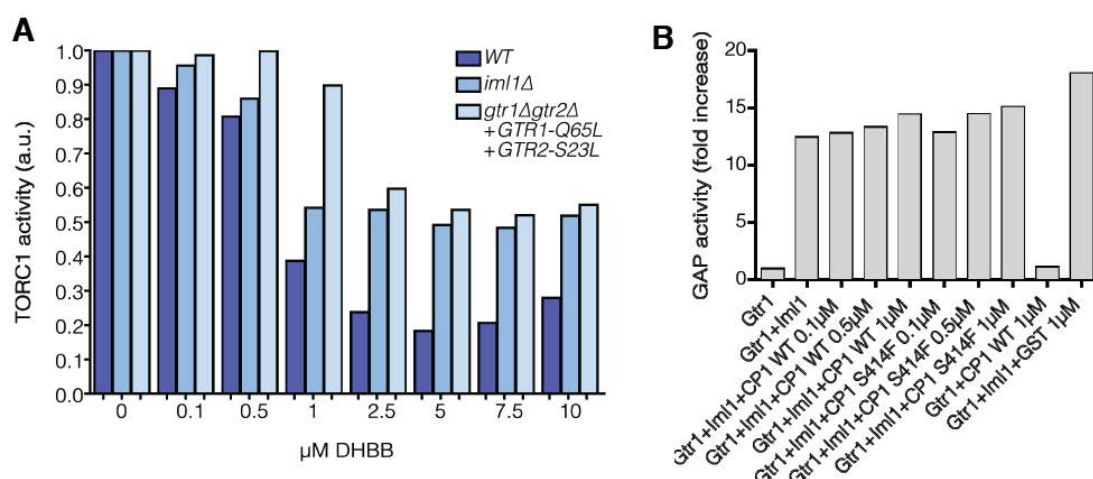 A
TORC1 activity (a.u.)
1.0
0.9
0.8
0.7
0.6
0.5
0.4
0.3
0.2
0.1
0.0
WT
iml1Δ
gtr1Δgtr2Δ
+GTR1-Q65L
+GTR2-S23L
0 0.1 0.5 1 2.5 5 7.5 10
µM DHBB
B
GAP activity (fold increase)
20
15
10
5
0
Gtr1
Gtr1+Iml1
Gtr1+Iml1+CP1 WT 0.1µM
Gtr1+Iml1+CP1 WT 0.5µM
Gtr1+Iml1+CP1 WT 1µM
Gtr1+Iml1+CP1 S414F 0.1µM
Gtr1+Iml1+CP1 S414F 0.5µM
Gtr1+Iml1+CP1 S414F 1µM
Gtr1+CP1 WT 1µM
Gtr1+Iml1+GST 1µM